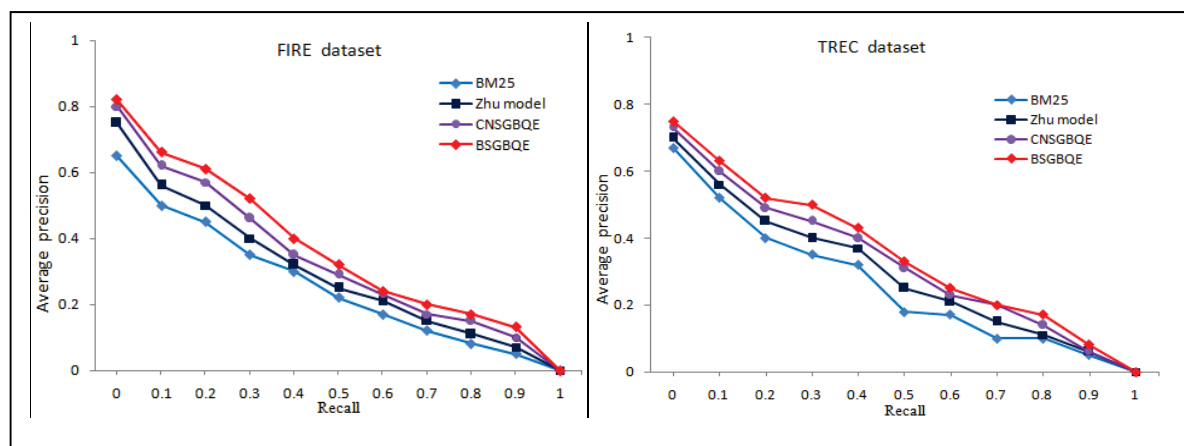 FIRE dataset
BM25
Zhu model
CNSGBQE
BSGBQE
Average precision
1
0.8
0.6
0.4
0.2
0
0 0.1 0.2 0.3 0.4 0.5 0.6 0.7 0.8 0.9 1
Recall
TREC dataset
BM25
Zhu model
CNSGBQE
BSGBQE
Average precision
1
0.8
0.6
0.4
0.2
0
0 0.1 0.2 0.3 0.4 0.5 0.6 0.7 0.8 0.9 1
Recall